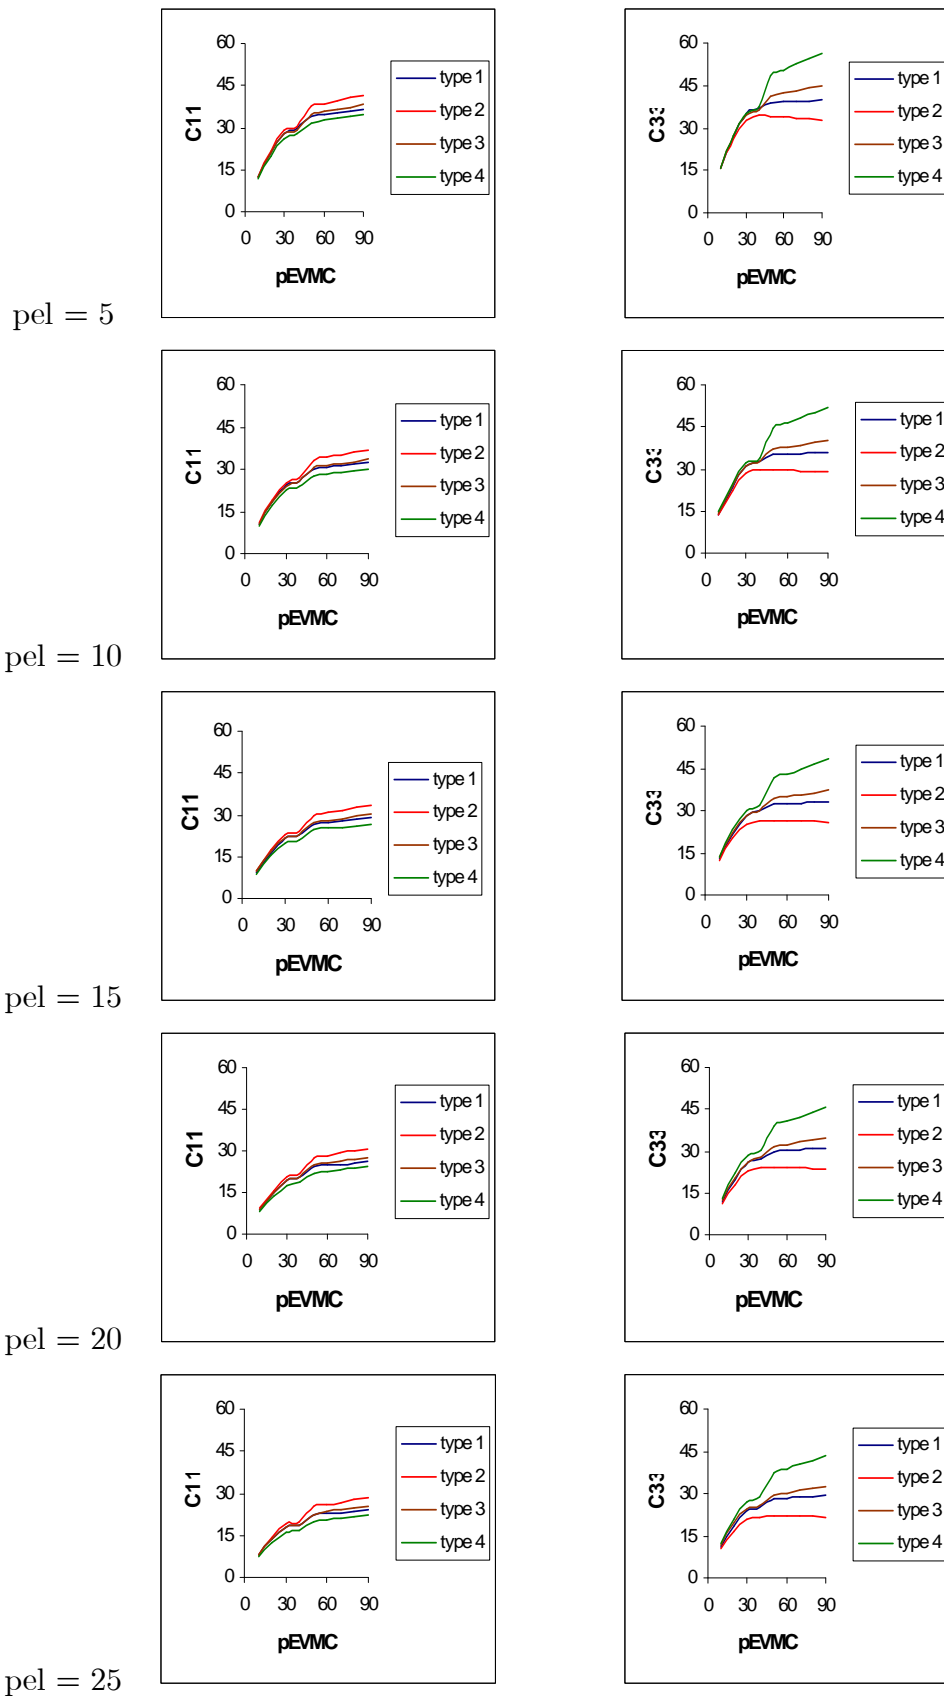 60
45
30
15
0
C11
0 30 60 90
pEVMC
type 1
type 2
type 3
type 4
60
45
30
15
0
C33
0 30 60 90
pEVMC
type 1
type 2
type 3
type 4
pel = 5
60
45
30
15
0
C11
0 30 60 90
pEVMC
type 1
type 2
type 3
type 4
60
45
30
15
0
C33
0 30 60 90
pEVMC
type 1
type 2
type 3
type 4
pel = 10
60
45
30
15
0
C11
0 30 60 90
pEVMC
type 1
type 2
type 3
type 4
60
45
30
15
0
C33
0 30 60 90
pEVMC
type 1
type 2
type 3
type 4
pel = 15
60
45
30
15
0
C11
0 30 60 90
pEVMC
type 1
type 2
type 3
type 4
60
45
30
15
0
C33
0 30 60 90
pEVMC
type 1
type 2
type 3
type 4
pel = 20
60
45
30
15
0
C11
0 30 60 90
pEVMC
type 1
type 2
type 3
type 4
60
45
30
15
0
C33
0 30 60 90
pEVMC
type 1
type 2
type 3
type 4
pel = 25